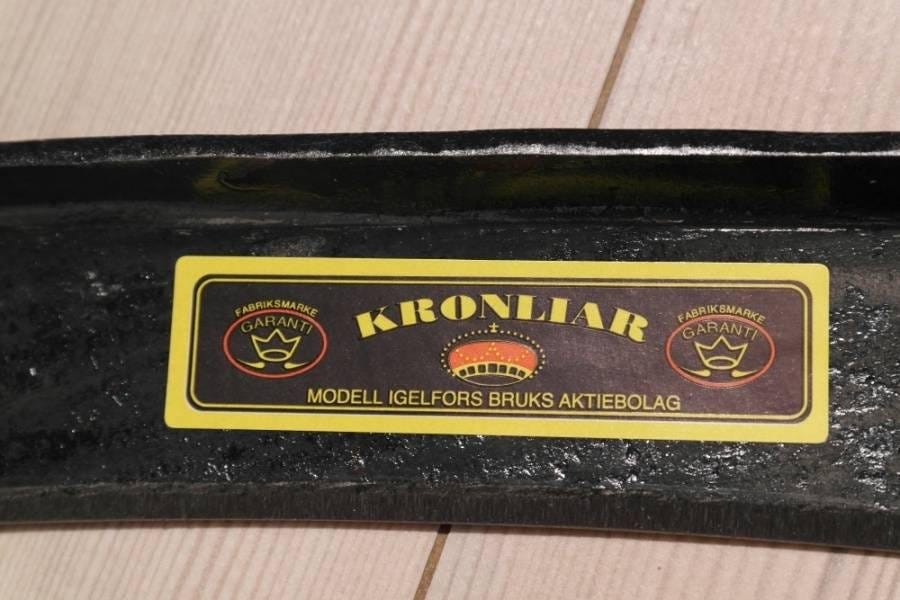 FABRIKSMARKE
GARANTI
KRONLIAR
FABRIKSMARKE
GARANTI
MODELL IGELFORS BRUKS AKTIEBOLAG